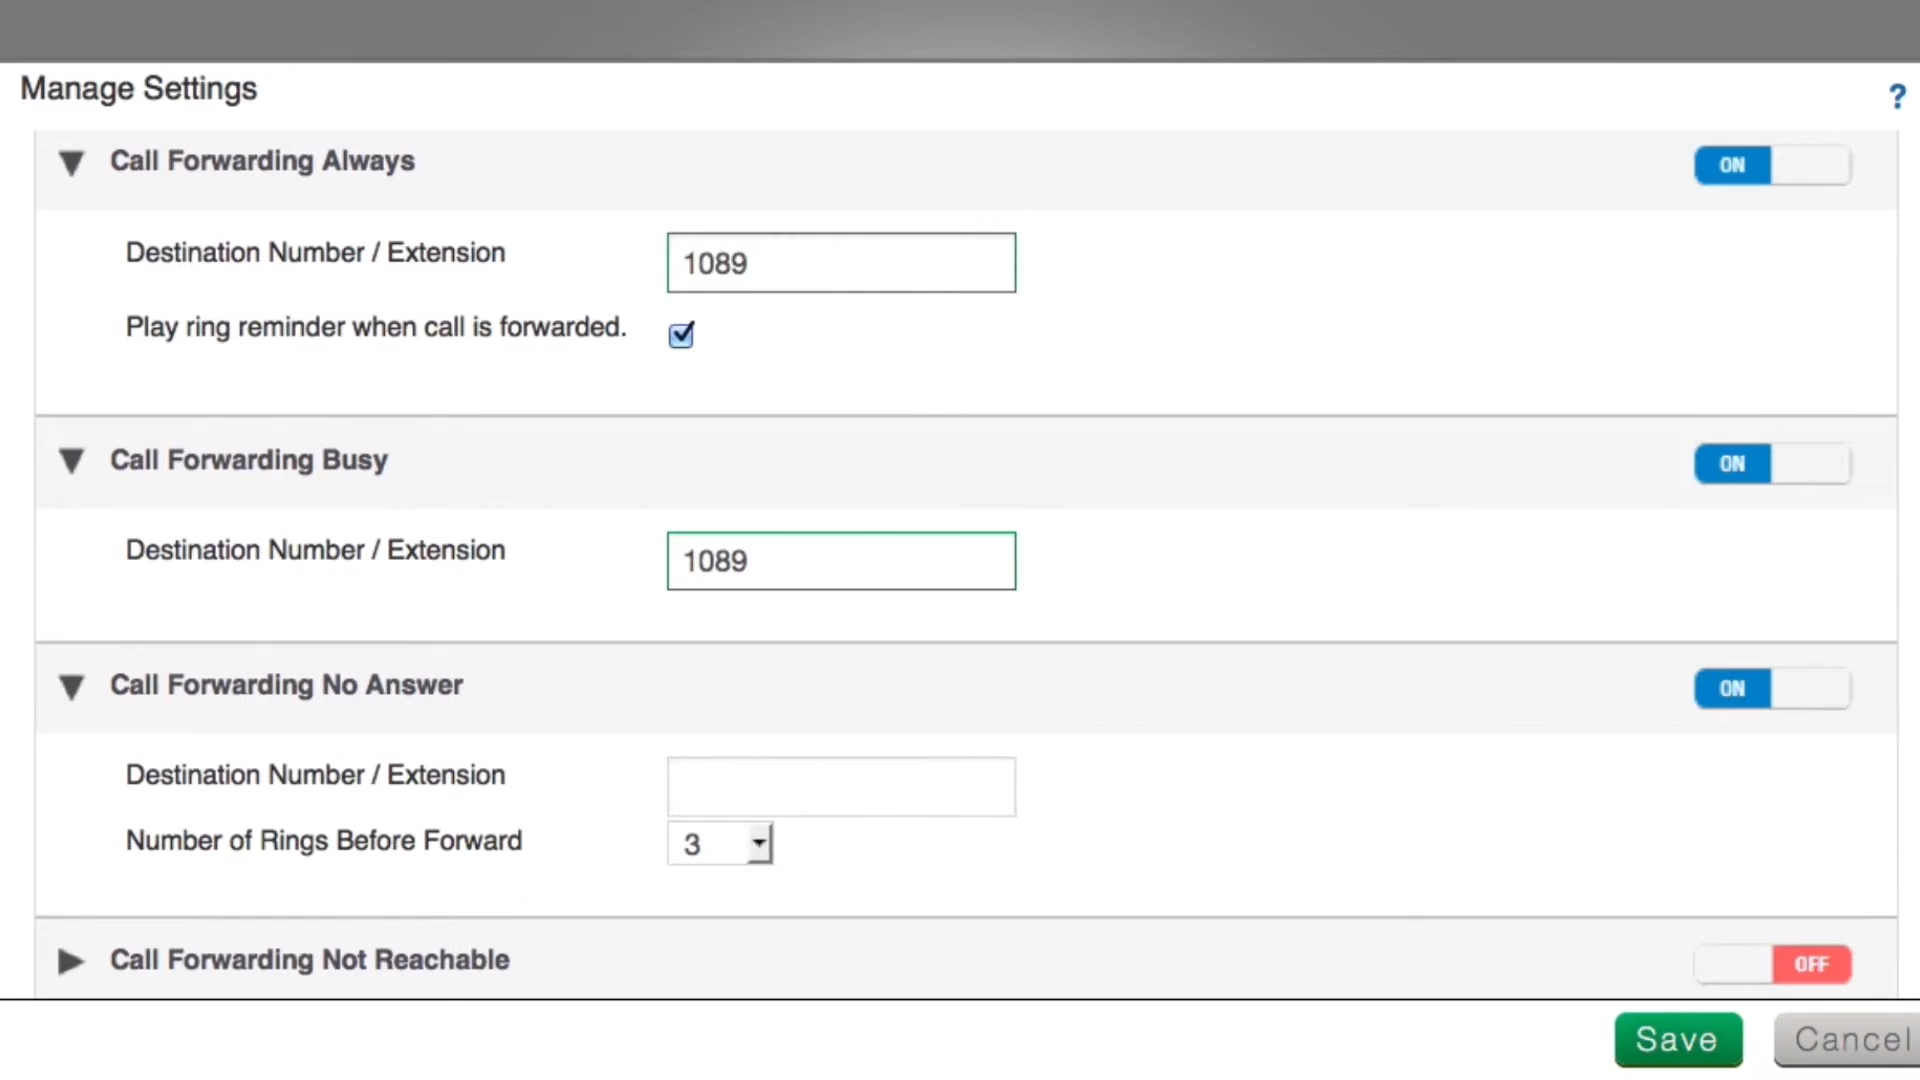 Manage Settings
?
Call Forwarding Always
ON
Destination Number / Extension
1089
Play ring reminder when call is forwarded.
Call Forwarding Busy
ON
Destination Number / Extension
1089
Call Forwarding No Answer
ON
Destination Number / Extension
Number of Rings Before Forward
3
Call Forwarding Not Reachable
OFF
Save
Cancel